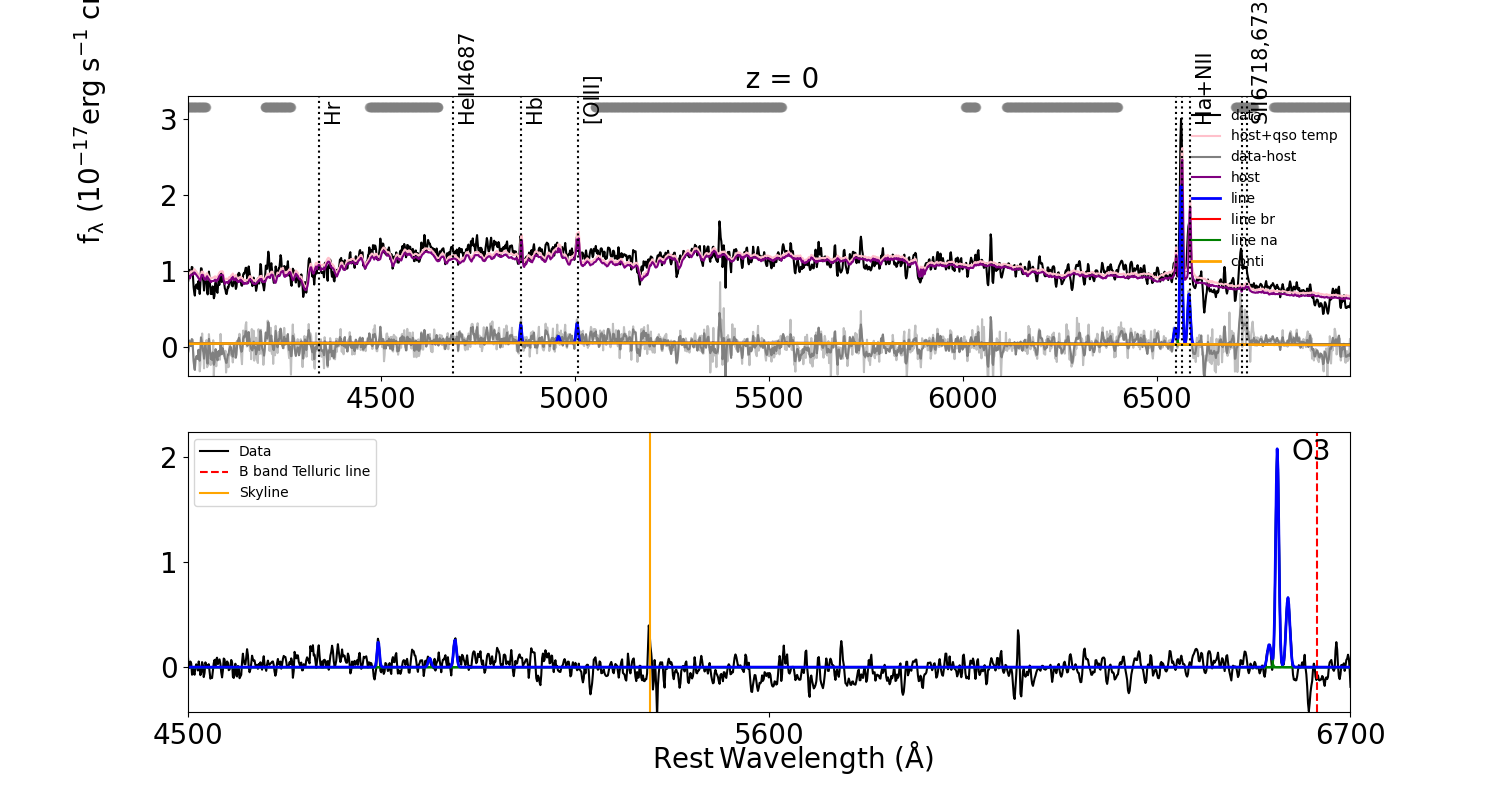 z = 0
fλ (10−17erg s−1 c
Hr
HeII4687
Hb
[OIII]
Ha+NII
SII6718,673
data
host+qso temp
data-host
host
line
line br
line na
conti
3
2
1
0
4500 5000 5500 6000 6500
Data
B band Telluric line
Skyline
O3
2
1
0
4500 5600 6700
Rest Wavelength (Å)